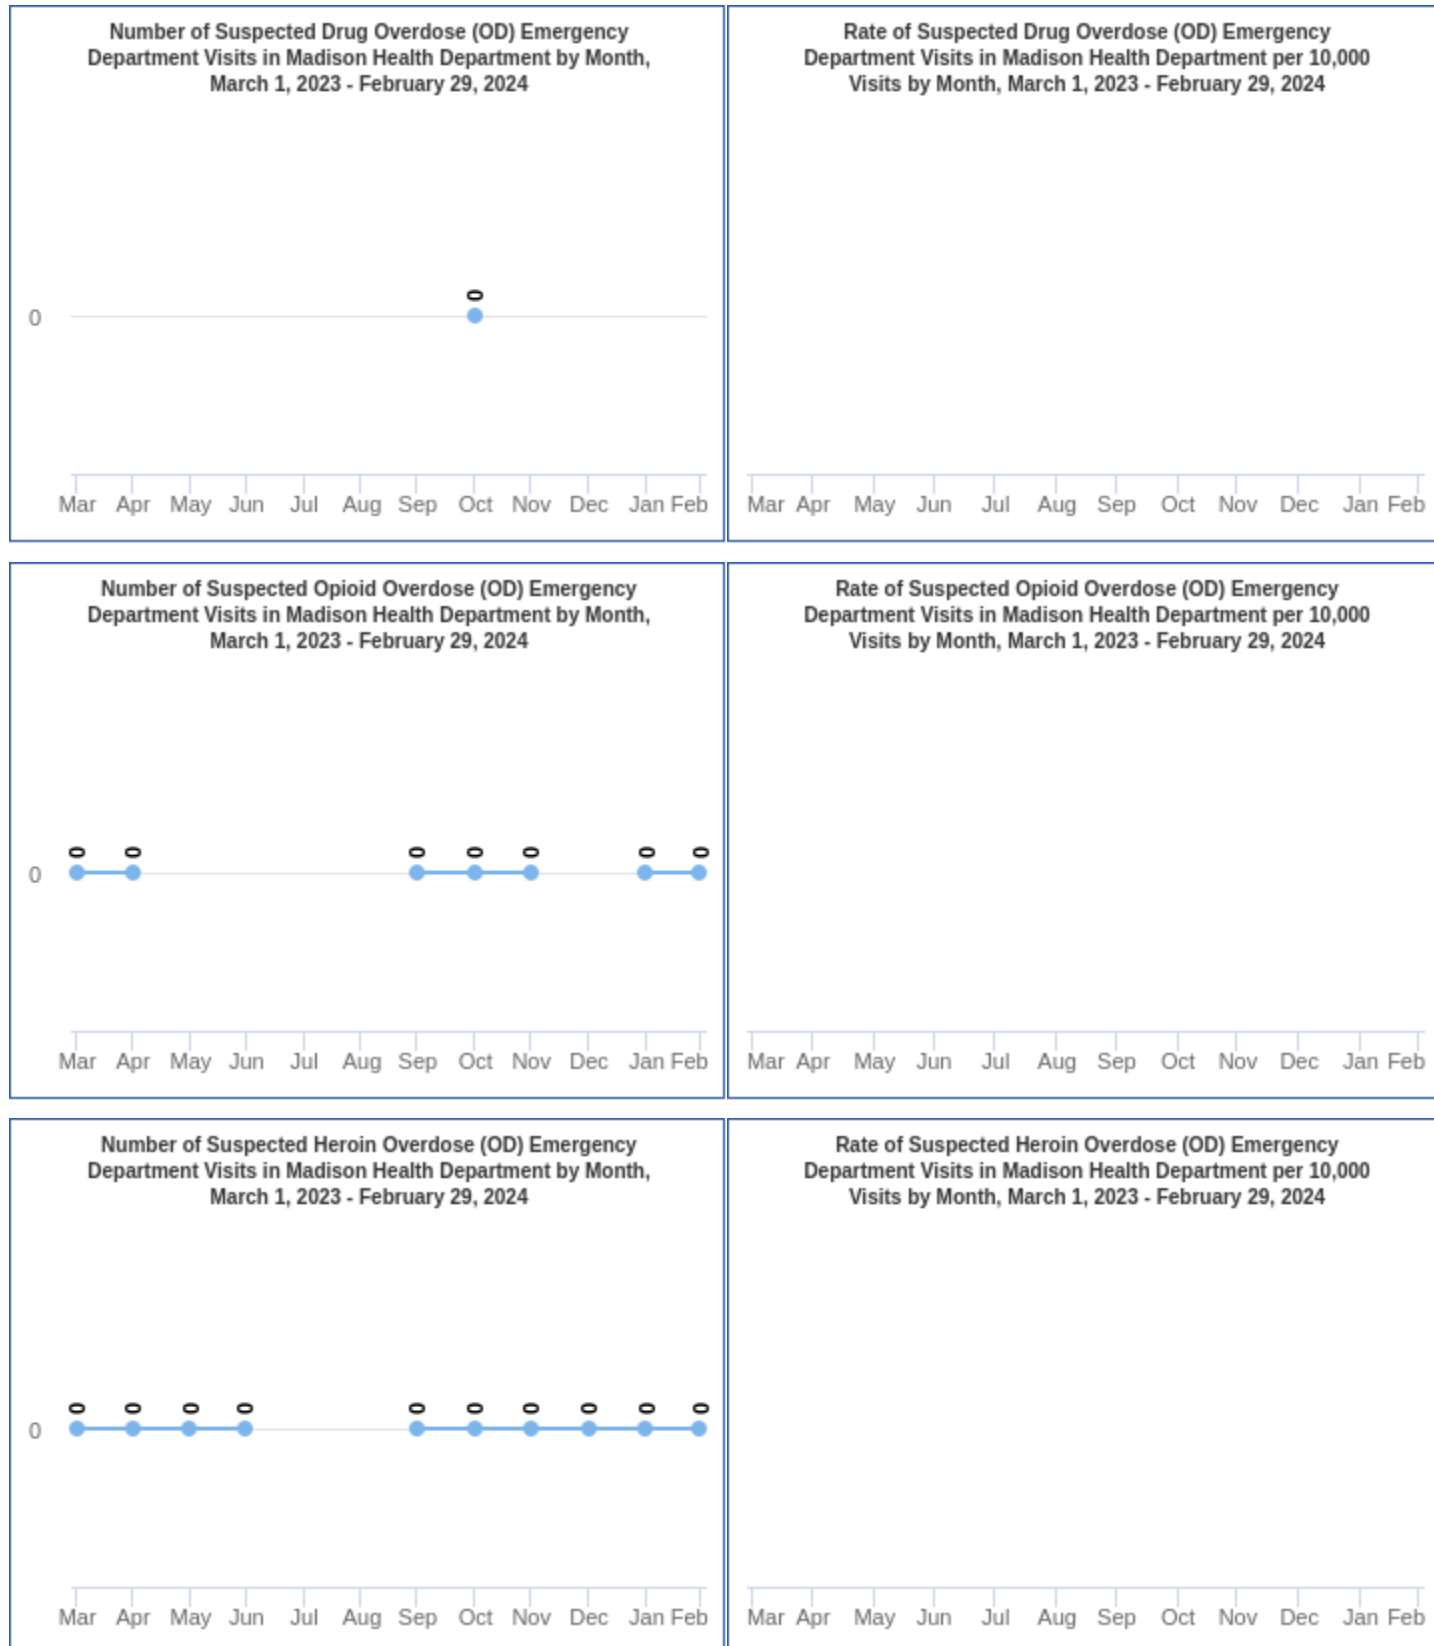 Number of Suspected Drug Overdose (OD) Emergency
Department Visits in Madison Health Department by Month,
March 1, 2023 - February 29, 2024
0
0
Mar Apr May Jun Jul Aug Sep Oct Nov Dec Jan Feb
Rate of Suspected Drug Overdose (OD) Emergency
Department Visits in Madison Health Department per 10,000
Visits by Month, March 1, 2023 - February 29, 2024
Mar Apr May Jun Jul Aug Sep Oct Nov Dec Jan Feb
Number of Suspected Opioid Overdose (OD) Emergency
Department Visits in Madison Health Department by Month,
March 1, 2023 - February 29, 2024
0 0 0 0 0 0 0
0
Mar Apr May Jun Jul Aug Sep Oct Nov Dec Jan Feb
Rate of Suspected Opioid Overdose (OD) Emergency
Department Visits in Madison Health Department per 10,000
Visits by Month, March 1, 2023 - February 29, 2024
Mar Apr May Jun Jul Aug Sep Oct Nov Dec Jan Feb
Number of Suspected Heroin Overdose (OD) Emergency
Department Visits in Madison Health Department by Month,
March 1, 2023 - February 29, 2024
0 0 0 0 0 0 0 0 0 0
0
Mar Apr May Jun Jul Aug Sep Oct Nov Dec Jan Feb
Rate of Suspected Heroin Overdose (OD) Emergency
Department Visits in Madison Health Department per 10,000
Visits by Month, March 1, 2023 - February 29, 2024
Mar Apr May Jun Jul Aug Sep Oct Nov Dec Jan Feb